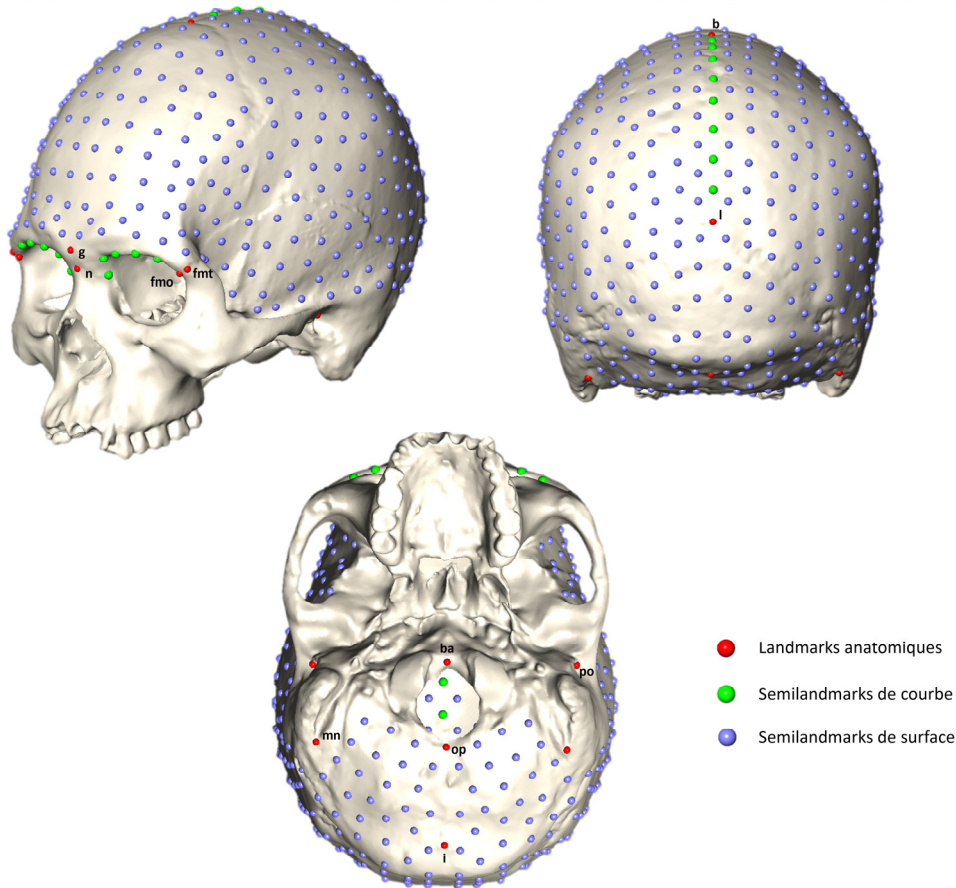 b
l
g
n
fmo
fmt
ba
po
mn
op
i
Landmarks anatomiques
Semilandmarks de courbe
Semilandmarks de surface